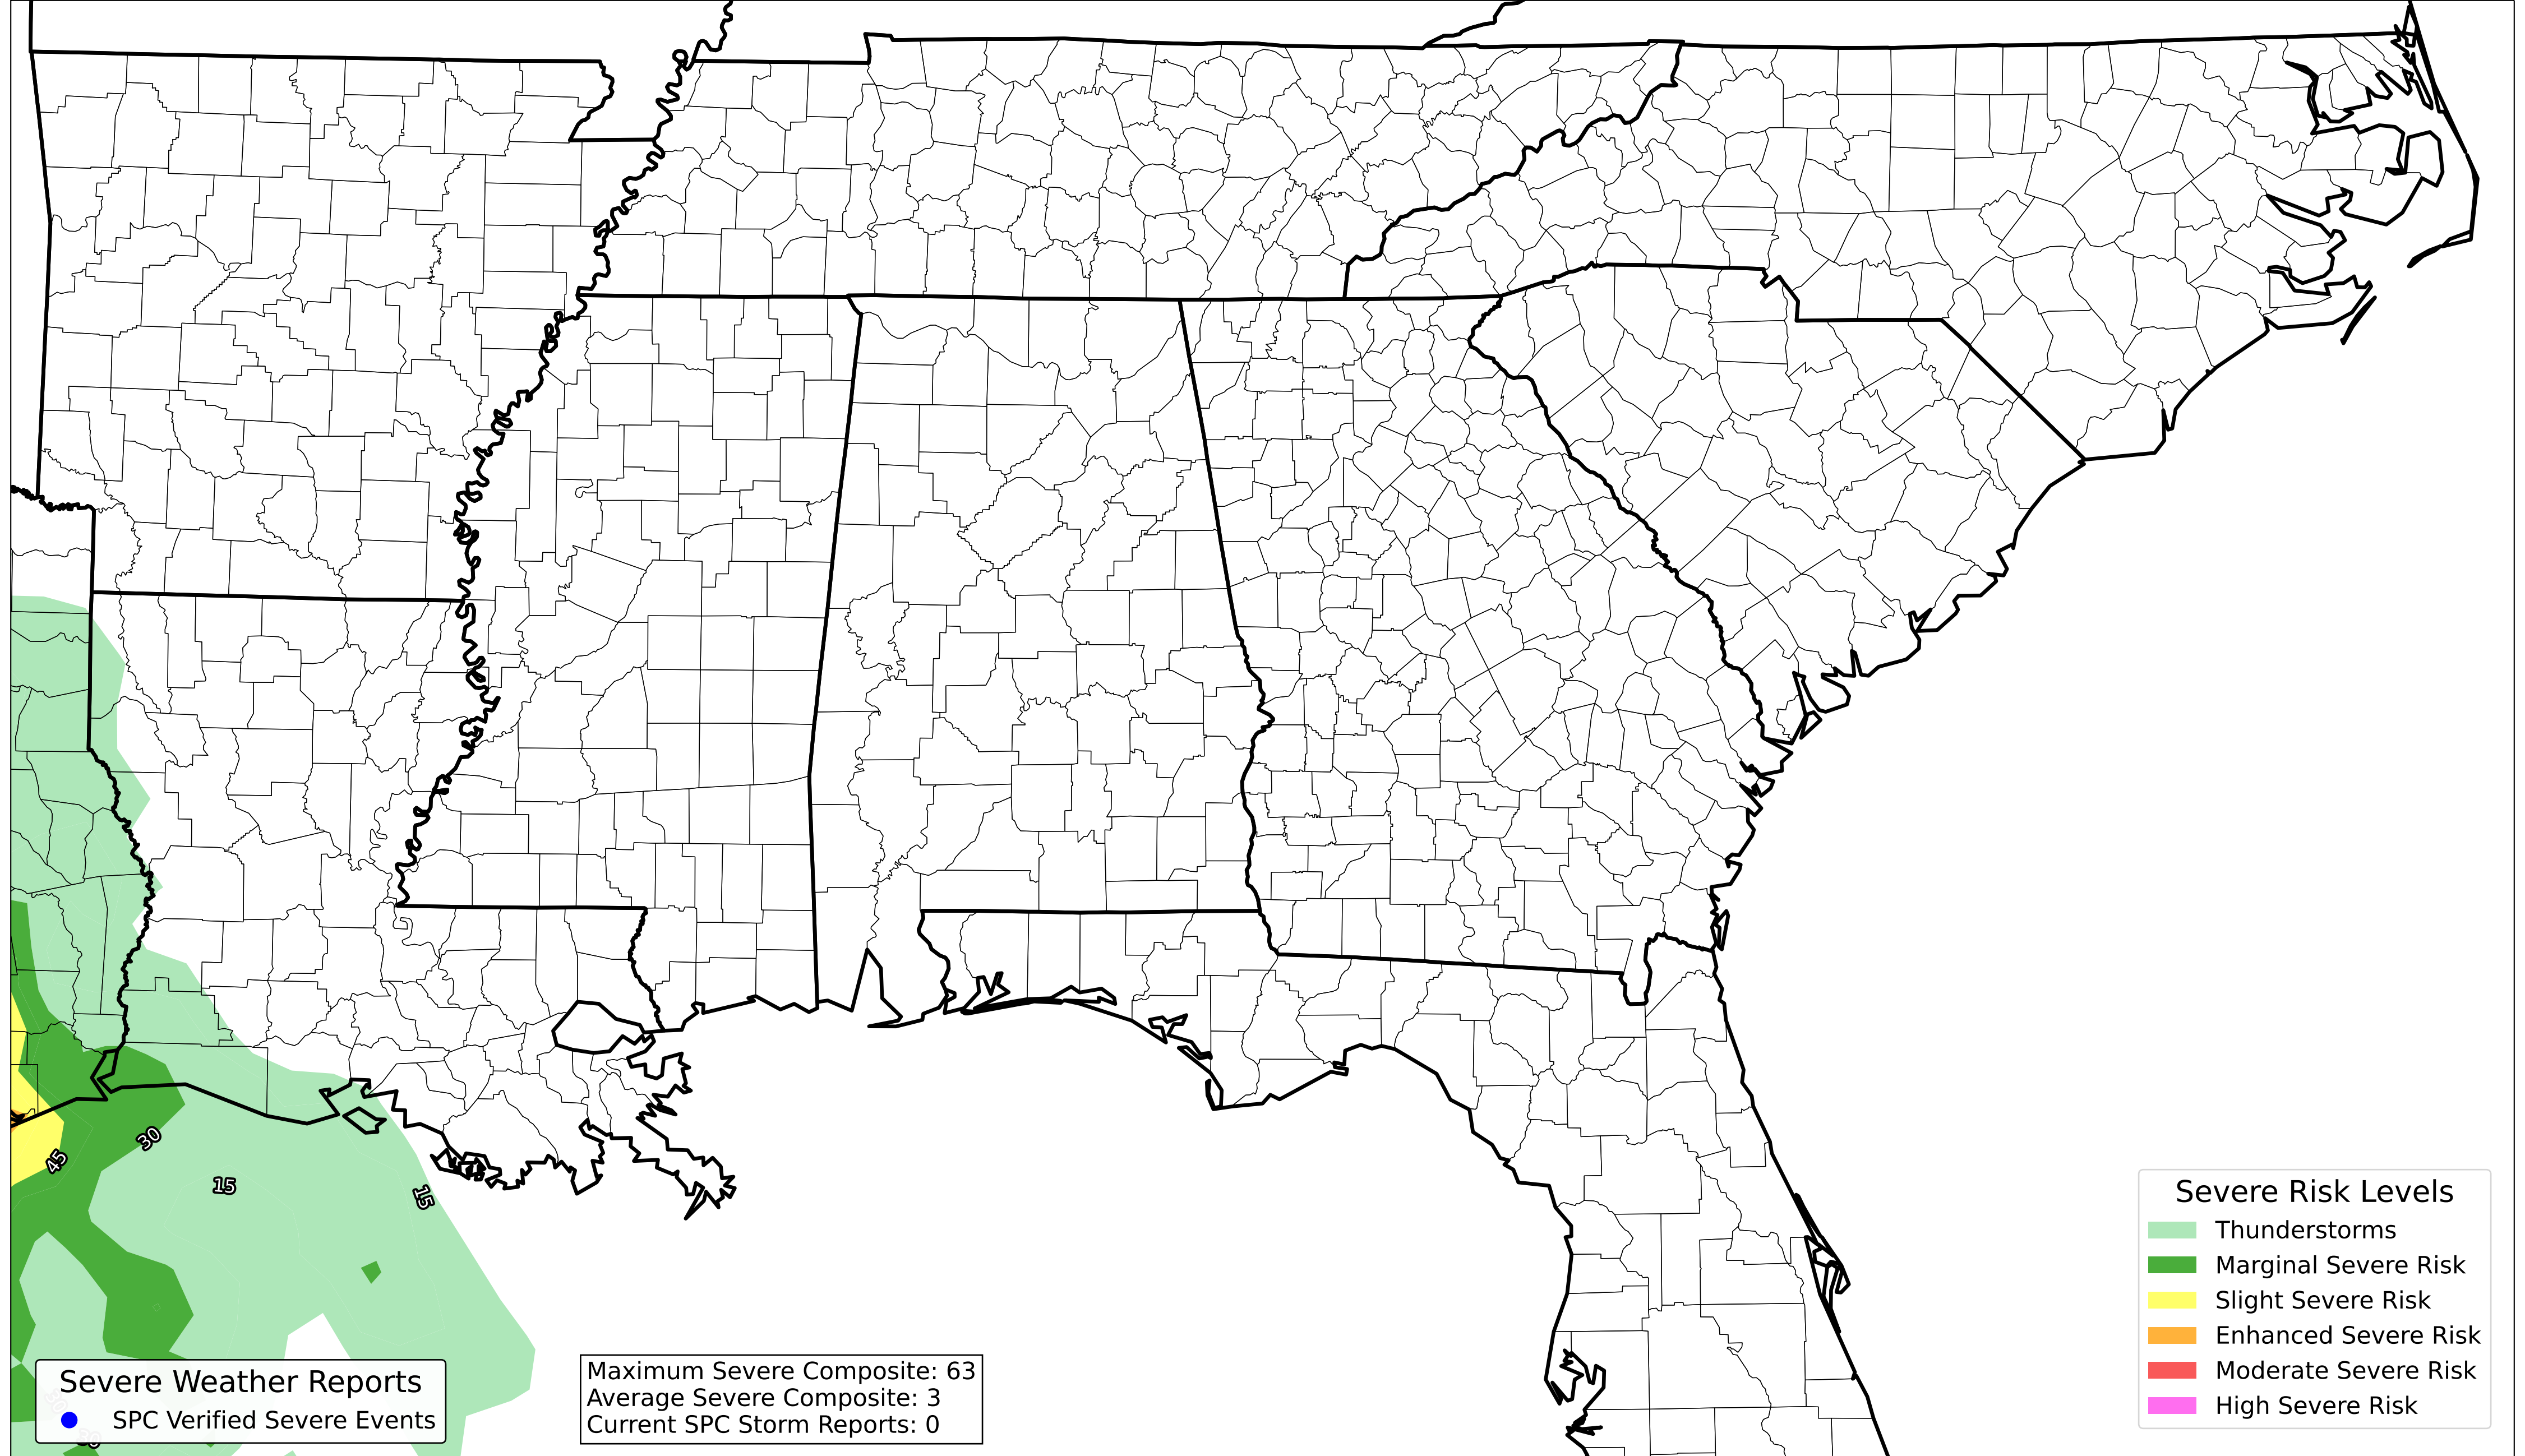 45
30
15
15
30
30
Severe Weather Reports
SPC Verified Severe Events
Maximum Severe Composite: 63
Average Severe Composite: 3
Current SPC Storm Reports: 0
Severe Risk Levels
Thunderstorms
Marginal Severe Risk
Slight Severe Risk
Enhanced Severe Risk
Moderate Severe Risk
High Severe Risk